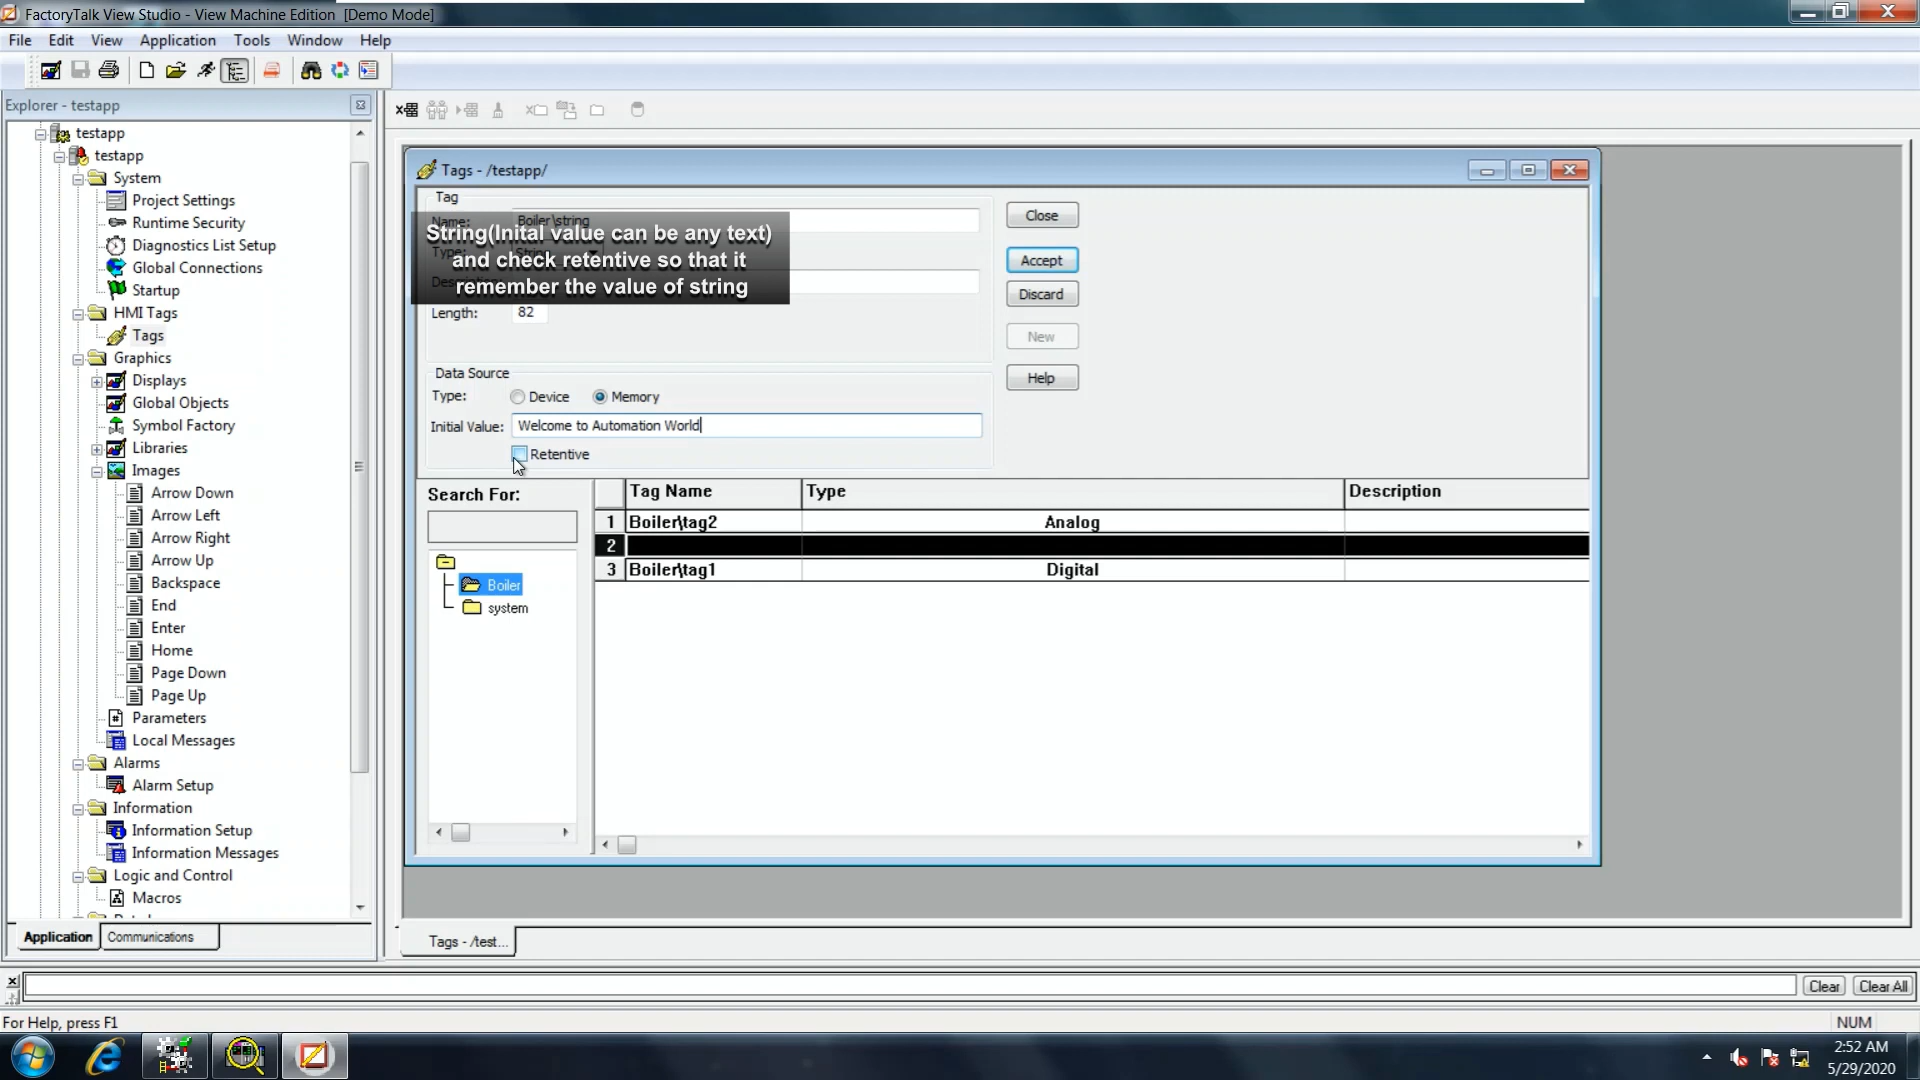 FactoryTalk View Studio - View Machine Edition [Demo Mode]
File Edit View Application Tools Window Help
Explorer - testapp
testapp
testapp
System
Project Settings
Runtime Security
Diagnostics List Setup
Global Connections
Startup
HMI Tags
Tags
Graphics
Displays
Global Objects
Symbol Factory
Libraries
Images
Arrow Down
Arrow Left
Arrow Right
Arrow Up
Backspace
End
Enter
Home
Page Down
Page Up
Parameters
Local Messages
Alarms
Alarm Setup
Information
Information Setup
Information Messages
Logic and Control
Macros
Application Communications
Tags - /testapp/
Tag
Name: Boiler\string
Type: String
String(Inital value can be any text)
and check retentive so that it
remember the value of string
Length: 82
Close
Accept
Discard
New
Help
Data Source
Type: Device Memory
Initial Value: Welcome to Automation World
Retentive
Search For:
Boiler
system
Tag Name Type Description
1 Boiler\tag2 Analog
2
3 Boiler\tag1 Digital
Tags - /test...
Clear Clear All
For Help, press F1
NUM
2:52 AM
5/29/2020